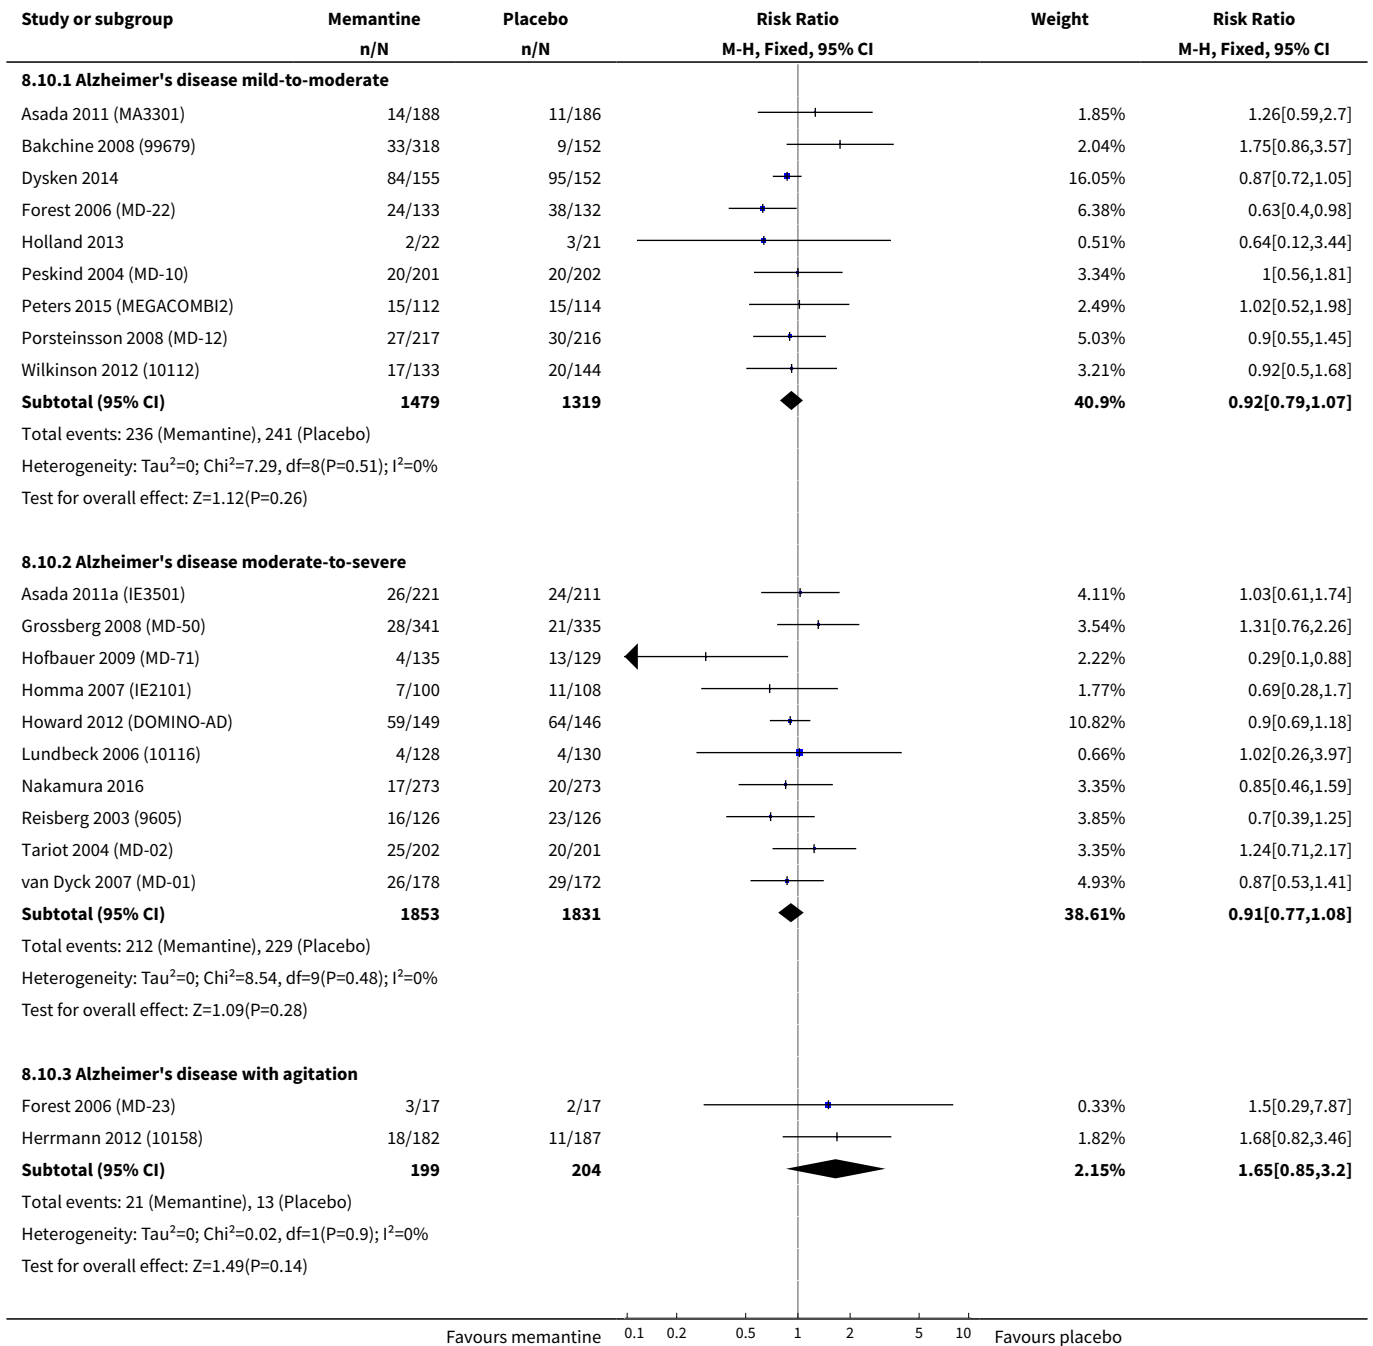 Study or subgroup Memantine Placebo Risk Ratio Weight Risk Ratio
n/N n/N M-H, Fixed, 95% CI M-H, Fixed, 95% CI
8.10.1 Alzheimer's disease mild-to-moderate
Asada 2011 (MA3301) 14/188 11/186 1.85% 1.26[0.59,2.7]
Bakchine 2008 (99679) 33/318 9/152 2.04% 1.75[0.86,3.57]
Dysken 2014 84/155 95/152 16.05% 0.87[0.72,1.05]
Forest 2006 (MD-22) 24/133 38/132 6.38% 0.63[0.4,0.98]
Holland 2013 2/22 3/21 0.51% 0.64[0.12,3.44]
Peskind 2004 (MD-10) 20/201 20/202 3.34% 1[0.56,1.81]
Peters 2015 (MEGACOMBI2) 15/112 15/114 2.49% 1.02[0.52,1.98]
Porsteinsson 2008 (MD-12) 27/217 30/216 5.03% 0.9[0.55,1.45]
Wilkinson 2012 (10112) 17/133 20/144 3.21% 0.92[0.5,1.68]
Subtotal (95% CI) 1479 1319 40.9% 0.92[0.79,1.07]
Total events: 236 (Memantine), 241 (Placebo)
Heterogeneity: Tau²=0; Chi²=7.29, df=8(P=0.51); I²=0%
Test for overall effect: Z=1.12(P=0.26)
8.10.2 Alzheimer's disease moderate-to-severe
Asada 2011a (IE3501) 26/221 24/211 4.11% 1.03[0.61,1.74]
Grossberg 2008 (MD-50) 28/341 21/335 3.54% 1.31[0.76,2.26]
Hofbauer 2009 (MD-71) 4/135 13/129 2.22% 0.29[0.1,0.88]
Homma 2007 (IE2101) 7/100 11/108 1.77% 0.69[0.28,1.7]
Howard 2012 (DOMINO-AD) 59/149 64/146 10.82% 0.9[0.69,1.18]
Lundbeck 2006 (10116) 4/128 4/130 0.66% 1.02[0.26,3.97]
Nakamura 2016 17/273 20/273 3.35% 0.85[0.46,1.59]
Reisberg 2003 (9605) 16/126 23/126 3.85% 0.7[0.39,1.25]
Tariot 2004 (MD-02) 25/202 20/201 3.35% 1.24[0.71,2.17]
van Dyck 2007 (MD-01) 26/178 29/172 4.93% 0.87[0.53,1.41]
Subtotal (95% CI) 1853 1831 38.61% 0.91[0.77,1.08]
Total events: 212 (Memantine), 229 (Placebo)
Heterogeneity: Tau²=0; Chi²=8.54, df=9(P=0.48); I²=0%
Test for overall effect: Z=1.09(P=0.28)
8.10.3 Alzheimer's disease with agitation
Forest 2006 (MD-23) 3/17 2/17 0.33% 1.5[0.29,7.87]
Herrmann 2012 (10158) 18/182 11/187 1.82% 1.68[0.82,3.46]
Subtotal (95% CI) 199 204 2.15% 1.65[0.85,3.2]
Total events: 21 (Memantine), 13 (Placebo)
Heterogeneity: Tau²=0; Chi²=0.02, df=1(P=0.9); I²=0%
Test for overall effect: Z=1.49(P=0.14)
Favours memantine 0.1 0.2 0.5 1 2 5 10 Favours placebo